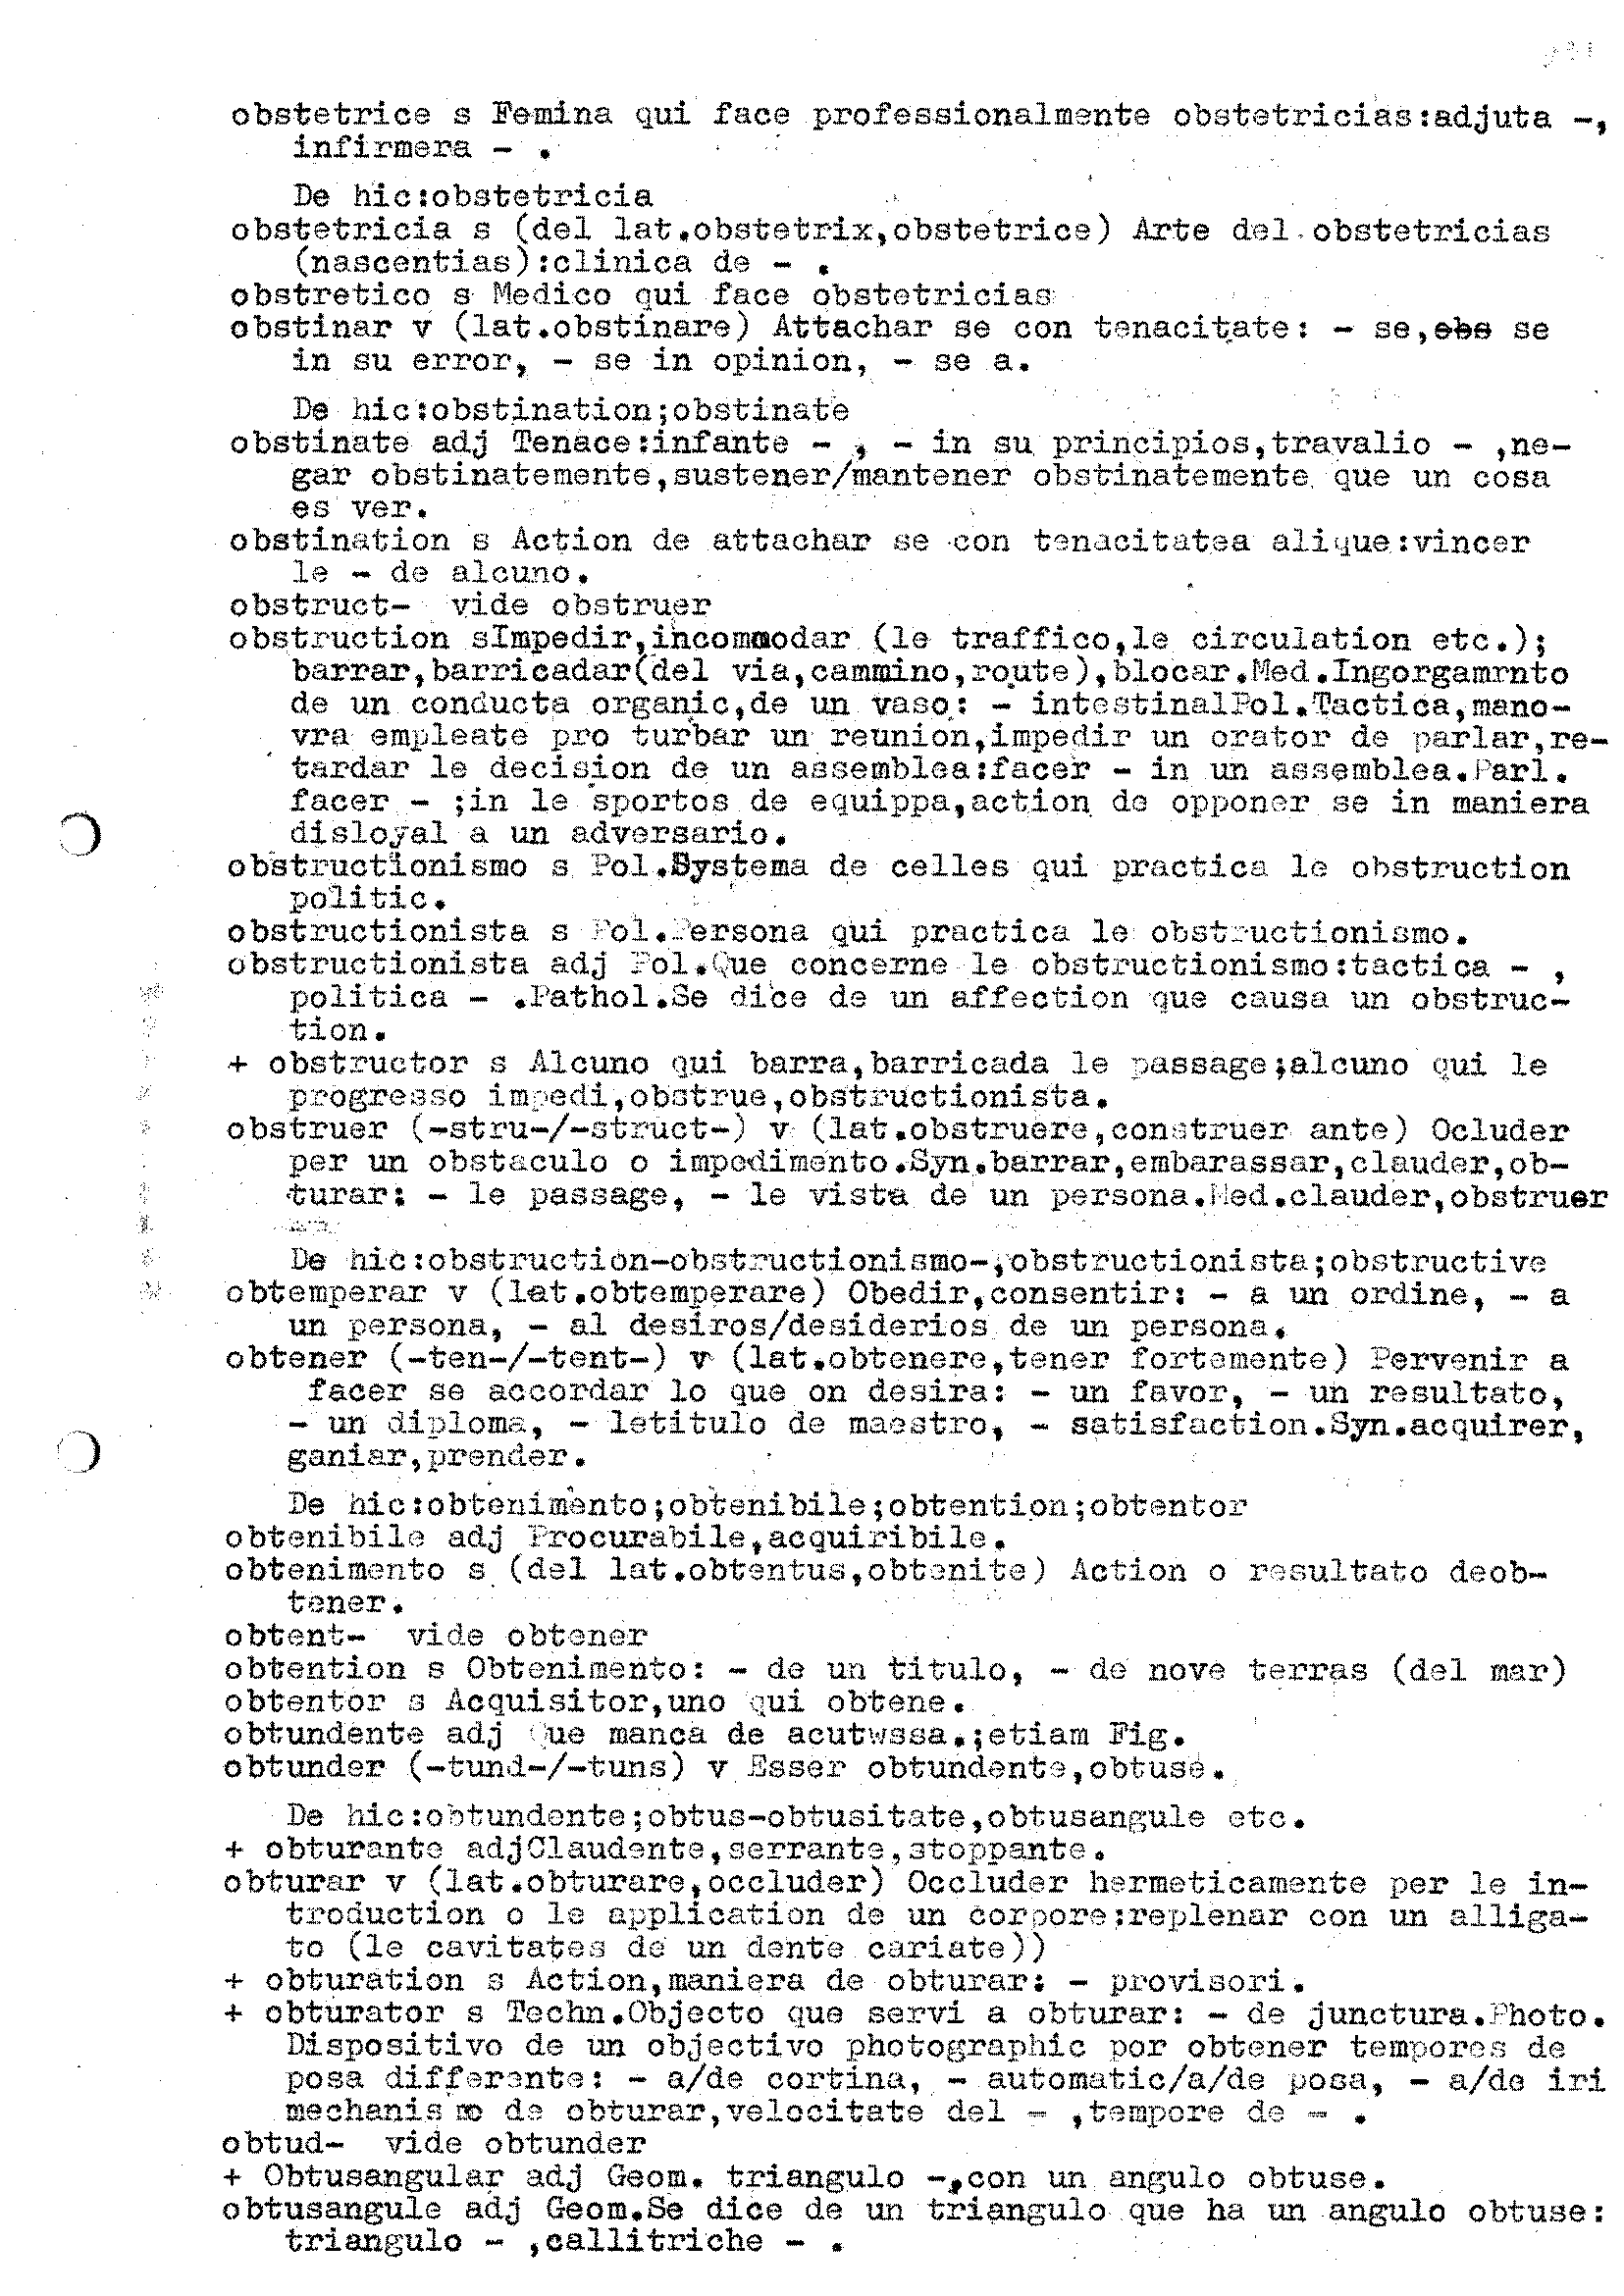 obstetrice s Femina qui face professionalmente obstetricias:adjuta -,
infirmera - .
De hic:obstetricia
obstetricia s (del lat.obstetrix,obstetrice) Arte del obstetricias
(nascentias):clinica de - .
obstretico s Medico qui face obstetricias
obstinar v (lat.obstinare) Attachar se con tenacitate: - se,obs se
in su error, - se in opinion, - se a.
De hic:obstination;obstinate
obstinate adj Tenace:infante - , - in su principios,travalio - ,ne-
gar obstinatemente,sustener/mantener obstinatemente que un cosa
es ver.
obstination s Action de attachar se con tenacitatea alique:vincer
le - de alcuno.
obstruct- vide obstruer
obstruction sImpedir,incommodar (le traffico,le circulation etc.);
barrar,barricadar(del via,cammino,route),blocar.Med.Ingorgamrnto
de un conducta organic,de un vaso: - intestinalPol.Tactica,mano-
vra empleate pro turbar un reunion,impedir un orator de parlar,re-
tardar le decision de un assemblea:facer - in un assemblea.Parl.
facer - ;in le sportos de equippa,action de opponer se in maniera
disloyal a un adversario.
obstructionismo s Pol.Systema de celles qui practica le obstruction
politic.
obstructionista s Pol.Persona qui practica le obstructionismo.
obstructionista adj Pol.Que concerne le obstructionismo:tactica - ,
politica - .Pathol.Se dice de un affection que causa un obstruc-
tion.
+ obstructor s Alcuno qui barra,barricada le passage;alcuno qui le
progresso impedi,obstrue,obstructionista.
obstruer (-stru-/-struct-) v (lat.obstruere,construer ante) Ocluder
per un obstaculo o impedimento.Syn.barrar,embarassar,clauder,ob-
turar: - le passage, - le vista de un persona.Med.clauder,obstruer
De hic:obstruction-obstructionismo-,obstructionista;obstructive
obtemperar v (lat.obtemperare) Obedir,consentir: - a un ordine, - a
un persona, - al desiros/desiderios de un persona.
obtener (-ten-/-tent-) v (lat.obtenere,tener fortemente) Pervenir a
facer se accordar lo que on desira: - un favor, - un resultato,
- un diploma, - letitulo de maestro, - satisfaction.Syn.acquirer,
ganiar,prender.
De hic:obtenimento;obtenibile;obtention;obtentor
obtenibile adj Procurabile,acquiribile.
obtenimento s (del lat.obtentus,obtenite) Action o resultato deob-
tener.
obtent- vide obtener
obtention s Obtenimento: - de un titulo, - de nove terras (del mar)
obtentor s Acquisitor,uno qui obtene.
obtundente adj Que manca de acutwssa.;etiam Fig.
obtunder (-tund-/-tuns) v Esser obtundente,obtuse.
De hic:obtundente;obtus-obtusitate,obtusangule etc.
+ obturante adjClaudente,serrante,stoppante.
obturar v (lat.obturare,occluder) Occluder hermeticamente per le in-
troduction o le application de un corpore;replenar con un alliga-
to (le cavitates de un dente cariate))
+ obturation s Action,maniera de obturar: - provisori.
+ obturator s Techn.Objecto que servi a obturar: - de junctura.Photo.
Dispositivo de un objectivo photographic por obtener tempores de
posa differente: - a/de cortina, - automatic/a/de posa, - a/de iri
mechanismo de obturar,velocitate del - ,tempore de - .
obtud- vide obtunder
+ Obtusangular adj Geom. triangulo -,con un angulo obtuse.
obtusangule adj Geom.Se dice de un triangulo que ha un angulo obtuse:
triangulo - ,callitriche - .